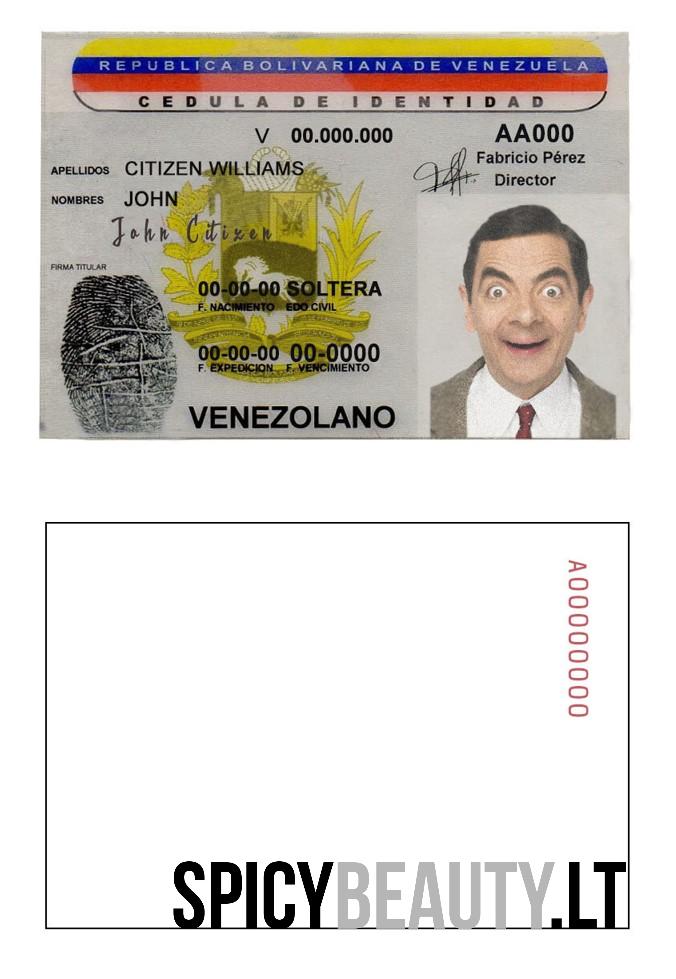 REPUBLICA BOLIVARIANA DE VENEZUELA
CEDULA DE IDENTIDAD
V 00.000.000
AA000
Fabricio Pérez
Director
APELLIDOS CITIZEN WILLIAMS
NOMBRES JOHN
John Citizen
FIRMA TITULAR
00-00-00 SOLTERA
F. NACIMIENTO EDO CIVIL
00-00-00 00-0000
F. EXPEDICION F. VENCIMIENTO
VENEZOLANO
A00000000
SPICYBEAUTY.LT